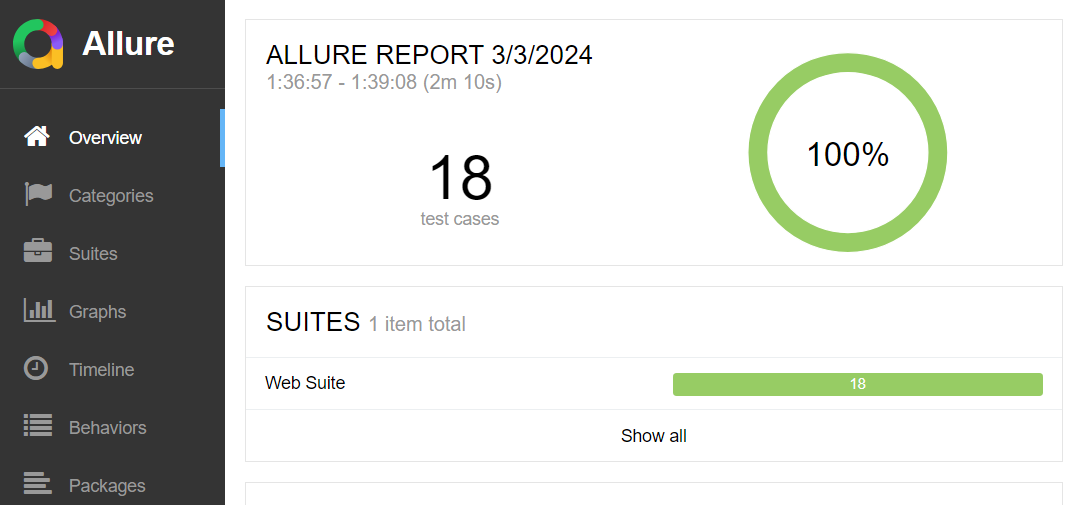 Allure
Overview
Categories
Suites
Graphs
Timeline
Behaviors
Packages
ALLURE REPORT 3/3/2024
1:36:57 - 1:39:08 (2m 10s)
18
test cases
100%
SUITES 1 item total
Web Suite 18
Show all